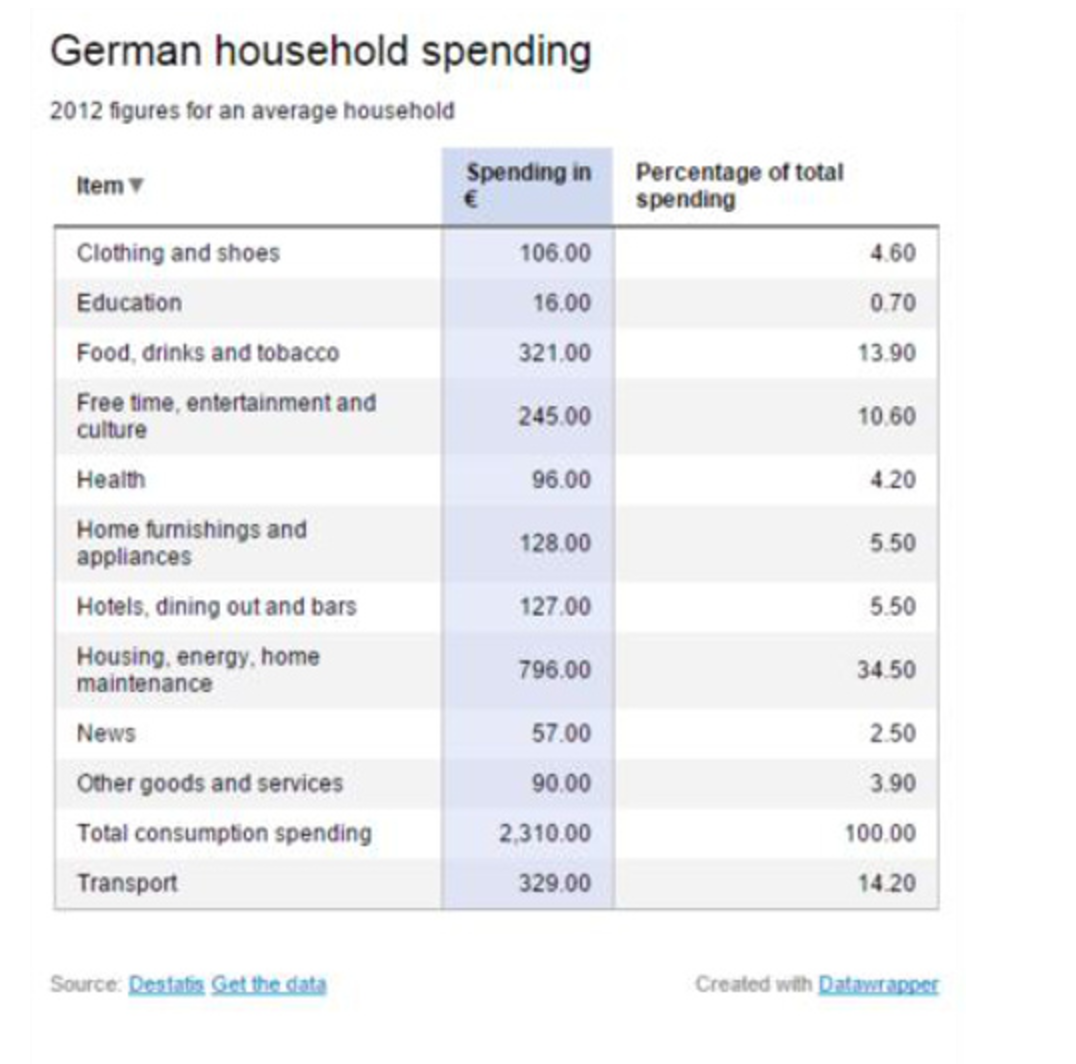 German household spending
2012 figures for an average household
Item ▼ Spending in € Percentage of total spending
Clothing and shoes 106.00 4.60
Education 16.00 0.70
Food, drinks and tobacco 321.00 13.90
Free time, entertainment and culture 245.00 10.60
Health 96.00 4.20
Home furnishings and appliances 128.00 5.50
Hotels, dining out and bars 127.00 5.50
Housing, energy, home maintenance 796.00 34.50
News 57.00 2.50
Other goods and services 90.00 3.90
Total consumption spending 2,310.00 100.00
Transport 329.00 14.20
Source: Destatis Get the data Created with Datawrapper